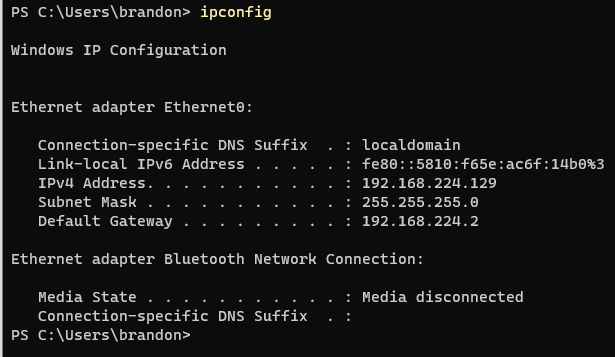 PS C:\Users\brandon> ipconfig
Windows IP Configuration
Ethernet adapter Ethernet0:
Connection-specific DNS Suffix  . : localdomain
Link-local IPv6 Address . . . . . : fe80::5810:f65e:ac6f:14b0%3
IPv4 Address. . . . . . . . . . . : 192.168.224.129
Subnet Mask . . . . . . . . . . . : 255.255.255.0
Default Gateway . . . . . . . . . : 192.168.224.2
Ethernet adapter Bluetooth Network Connection:
Media State . . . . . . . . . . . : Media disconnected
Connection-specific DNS Suffix  . :
PS C:\Users\brandon>